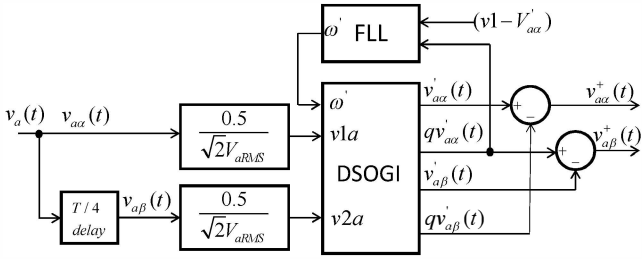 ω' FLL (v1−V'aα)
va(t) vaα(t) 0.5 / √2VaRMS ω' v'aα(t) + − v+aα(t)
v1a qv'aα(t) + − v+aβ(t)
DSOGI
T/4 delay vaβ(t) 0.5 / √2VaRMS v2a v'aβ(t)
qv'aβ(t)